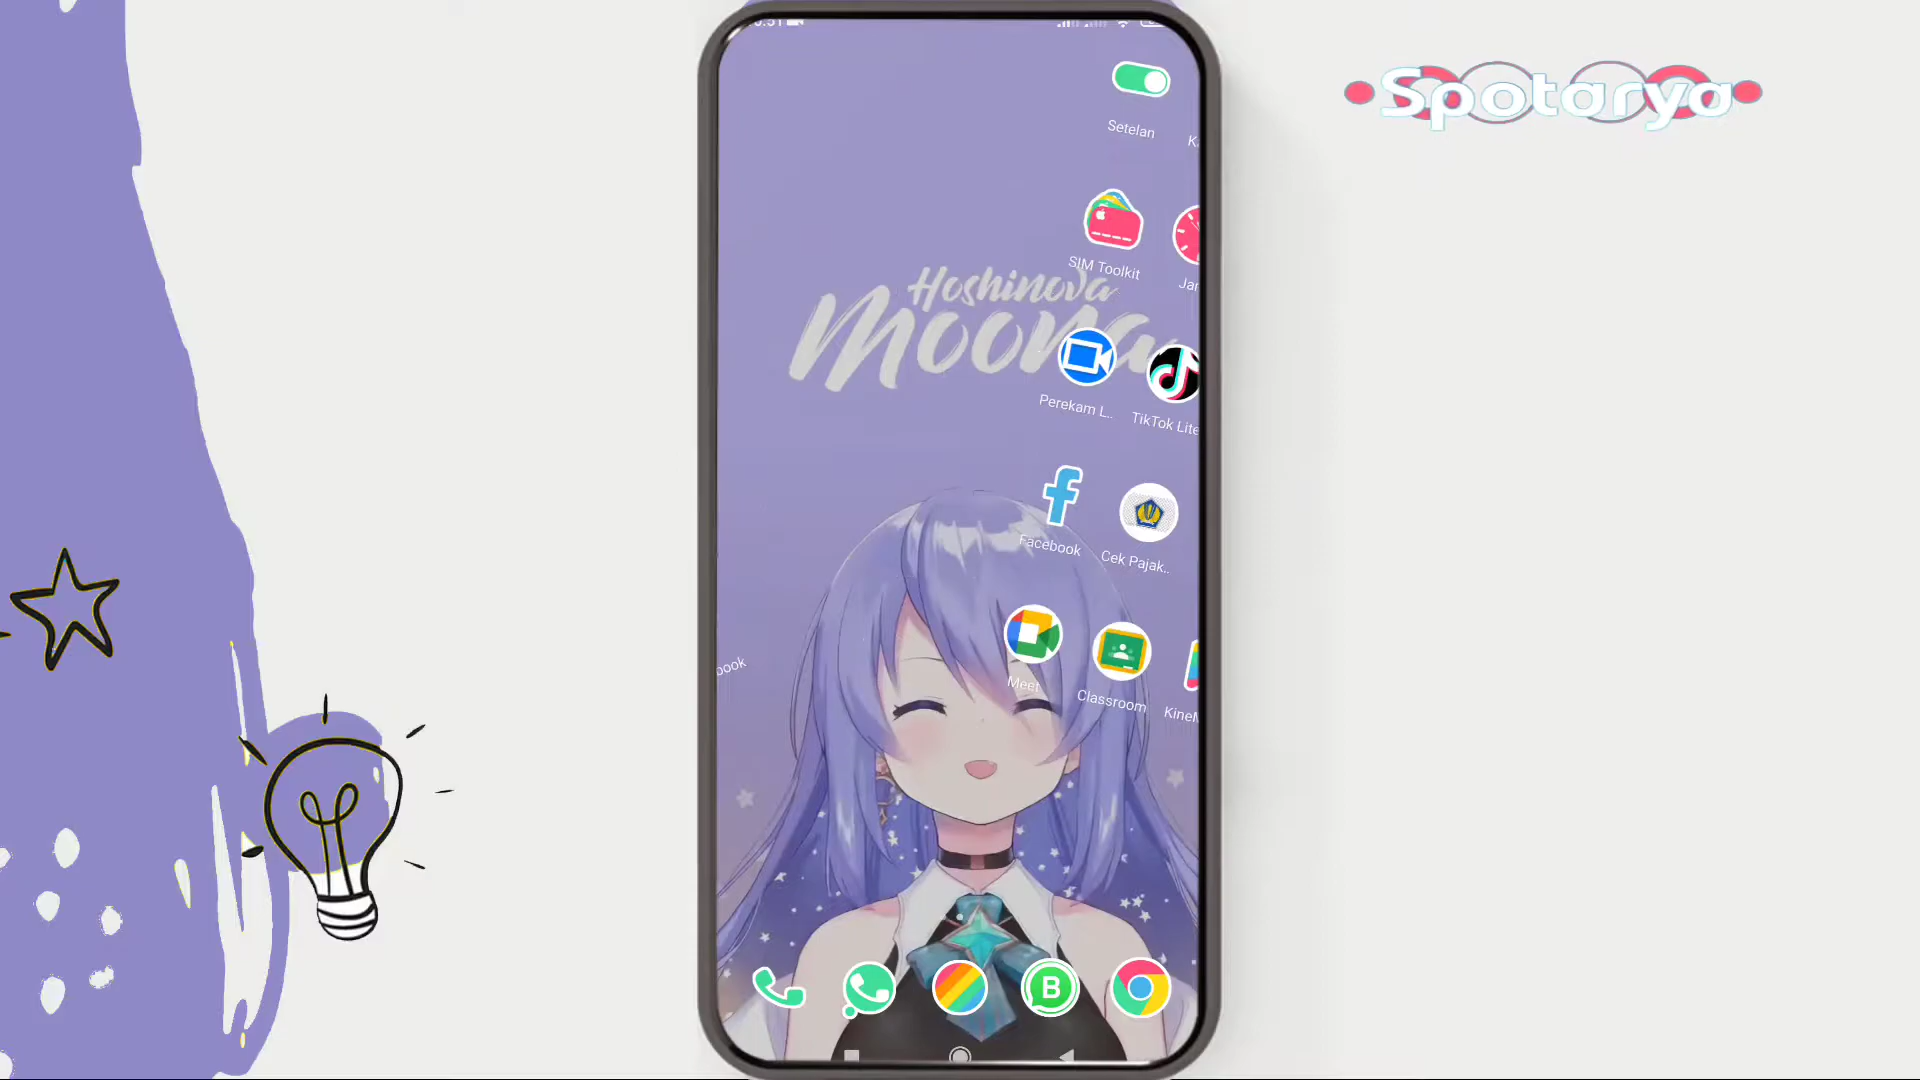 Spotarya
Setelan
SIM Toolkit
Hoshinova
Moona
Perekam L..
TikTok Lite
Facebook
Cek Pajak..
Meet
Classroom
B